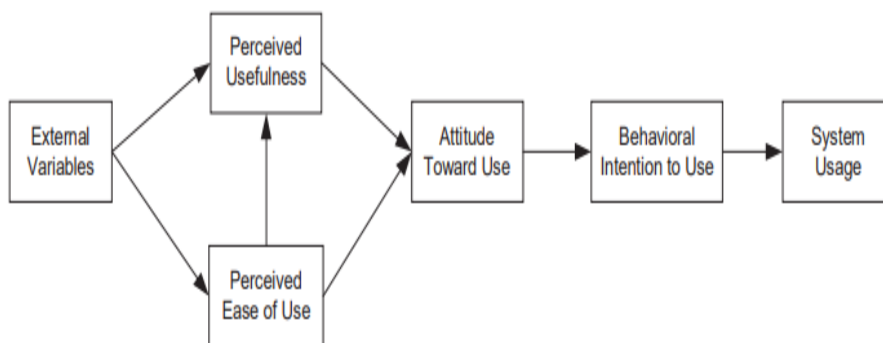 Perceived
Usefulness
External
Variables
Attitude
Toward Use
Behavioral
Intention to Use
System
Usage
Perceived
Ease of Use